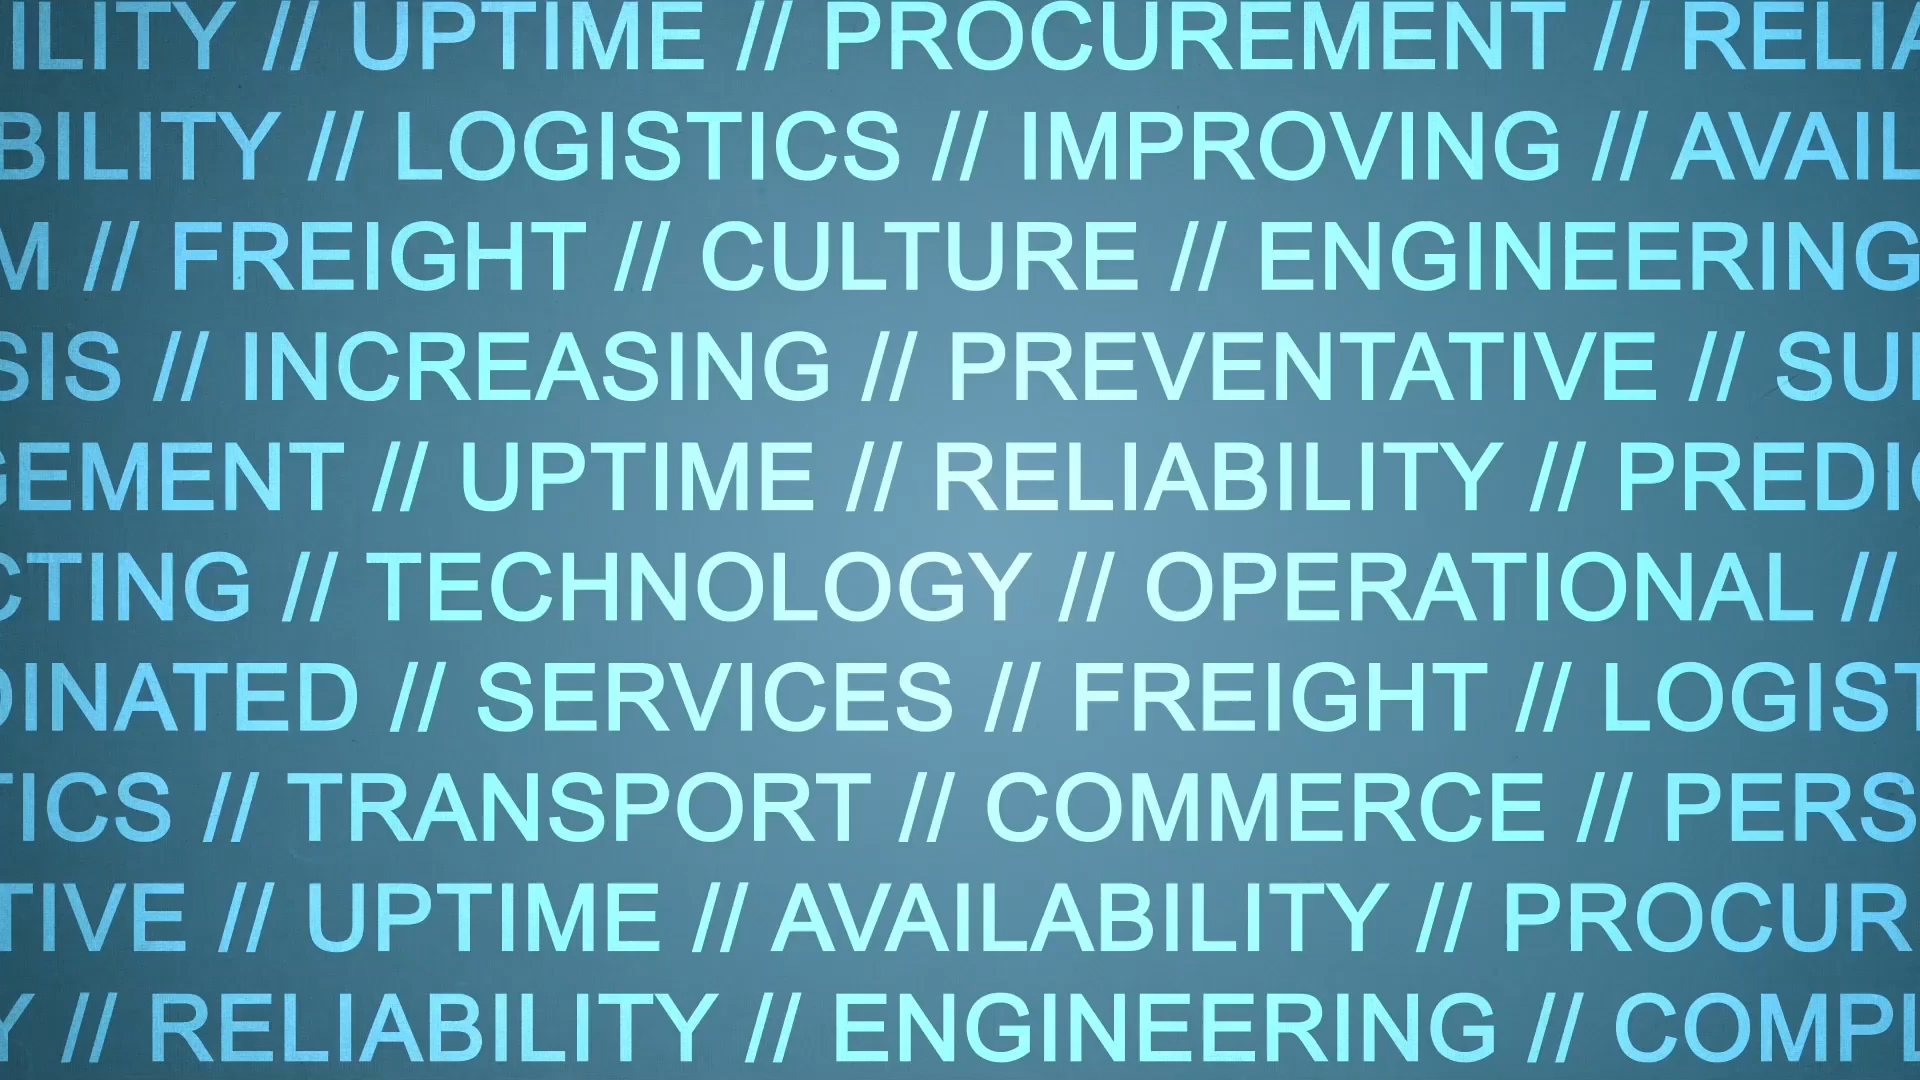 ILITY // UPTIME // PROCUREMENT // RELIA
BILITY // LOGISTICS // IMPROVING // AVAIL
M // FREIGHT // CULTURE // ENGINEERING
SIS // INCREASING // PREVENTATIVE // SU
GEMENT // UPTIME // RELIABILITY // PREDIC
CTING // TECHNOLOGY // OPERATIONAL //
DINATED // SERVICES // FREIGHT // LOGIST
TICS // TRANSPORT // COMMERCE // PERS
TIVE // UPTIME // AVAILABILITY // PROCUR
Y // RELIABILITY // ENGINEERING // COMPL